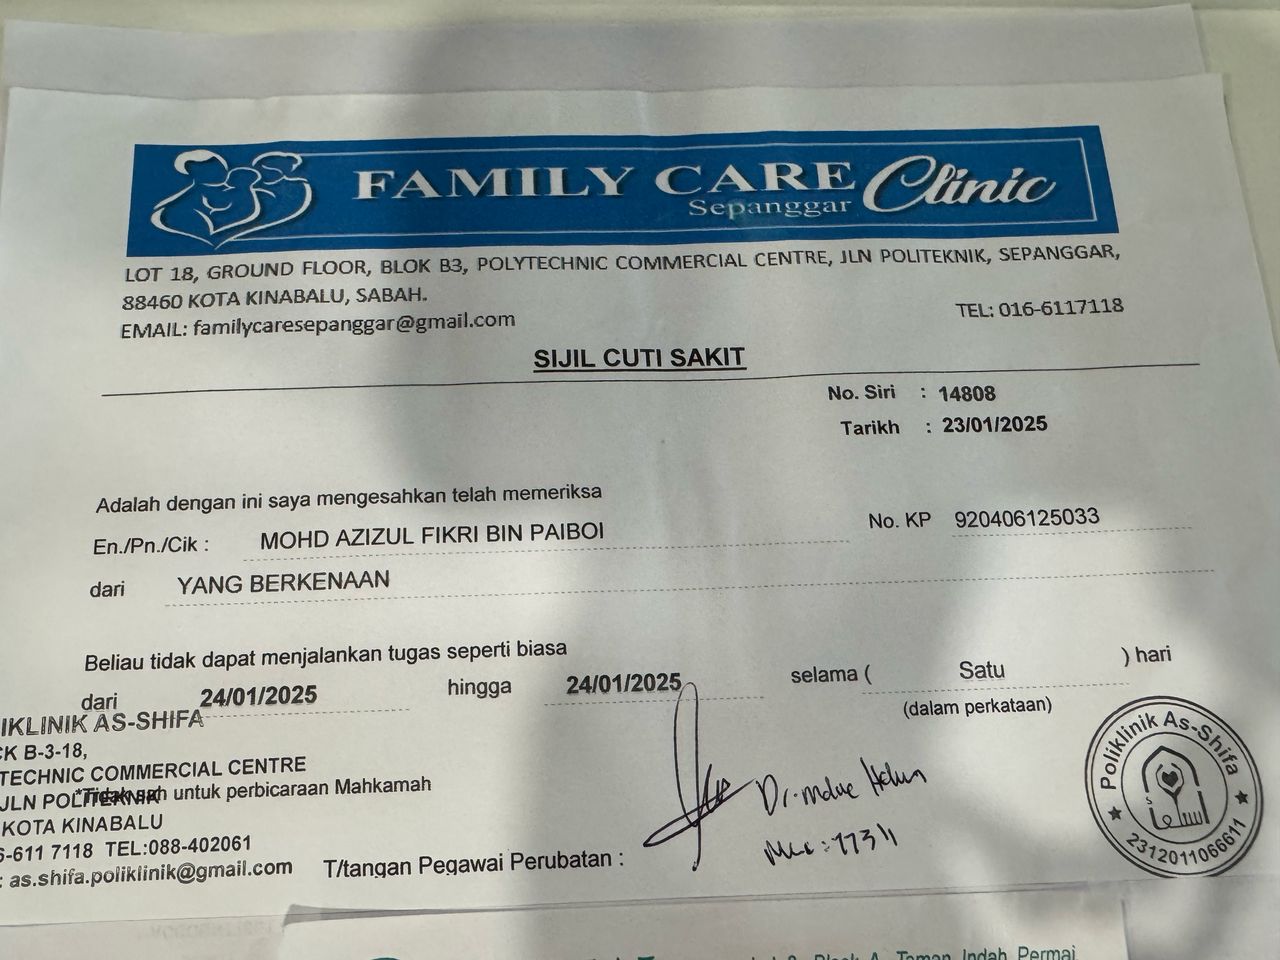 FAMILY CARE Clinic
Sepanggar
LOT 18, GROUND FLOOR, BLOK B3, POLYTECHNIC COMMERCIAL CENTRE, JLN POLITEKNIK, SEPANGGAR,
88460 KOTA KINABALU, SABAH.
EMAIL: familycaresepanggar@gmail.com
TEL: 016-6117118
SIJIL CUTI SAKIT
No. Siri : 14808
Tarikh : 23/01/2025
Adalah dengan ini saya mengesahkan telah memeriksa
En./Pn./Cik : MOHD AZIZUL FIKRI BIN PAIBOI No. KP 920406125033
dari YANG BERKENAAN
Beliau tidak dapat menjalankan tugas seperti biasa
dari 24/01/2025 hingga 24/01/2025 selama ( Satu ) hari
(dalam perkataan)
IKLINIK AS-SHIFA
CK B-3-18,
TECHNIC COMMERCIAL CENTRE
*Tidak sah untuk perbicaraan Mahkamah
JLN POLITEKNIK
KOTA KINABALU
6-611 7118 TEL:088-402061
: as.shifa.poliklinik@gmail.com
T/tangan Pegawai Perubatan :
Dr.
Poliklinik As-Shifa
2312011066611
Block A, Taman Indah Permai